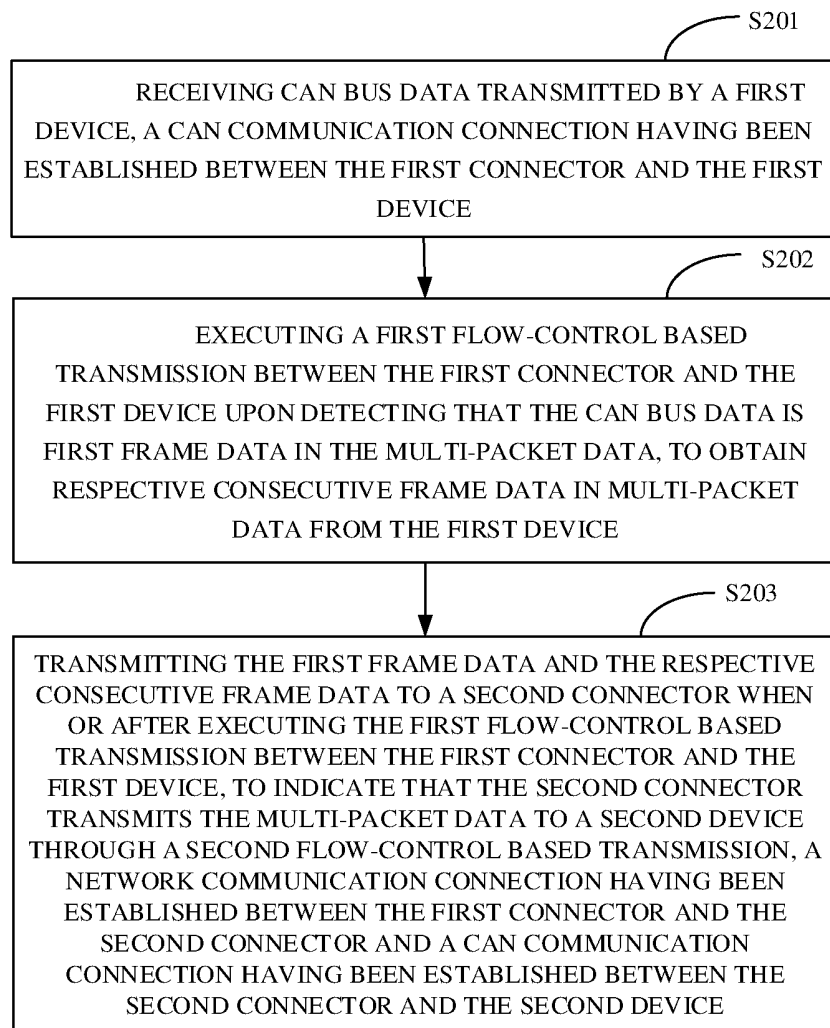 S201
RECEIVING CAN BUS DATA TRANSMITTED BY A FIRST
DEVICE, A CAN COMMUNICATION CONNECTION HAVING BEEN
ESTABLISHED BETWEEN THE FIRST CONNECTOR AND THE FIRST
DEVICE
S202
EXECUTING A FIRST FLOW-CONTROL BASED
TRANSMISSION BETWEEN THE FIRST CONNECTOR AND THE
FIRST DEVICE UPON DETECTING THAT THE CAN BUS DATA IS
FIRST FRAME DATA IN THE MULTI-PACKET DATA, TO OBTAIN
RESPECTIVE CONSECUTIVE FRAME DATA IN MULTI-PACKET
DATA FROM THE FIRST DEVICE
S203
TRANSMITTING THE FIRST FRAME DATA AND THE RESPECTIVE
CONSECUTIVE FRAME DATA TO A SECOND CONNECTOR WHEN
OR AFTER EXECUTING THE FIRST FLOW-CONTROL BASED
TRANSMISSION BETWEEN THE FIRST CONNECTOR AND THE
FIRST DEVICE, TO INDICATE THAT THE SECOND CONNECTOR
TRANSMITS THE MULTI-PACKET DATA TO A SECOND DEVICE
THROUGH A SECOND FLOW-CONTROL BASED TRANSMISSION, A
NETWORK COMMUNICATION CONNECTION HAVING BEEN
ESTABLISHED BETWEEN THE FIRST CONNECTOR AND THE
SECOND CONNECTOR AND A CAN COMMUNICATION
CONNECTION HAVING BEEN ESTABLISHED BETWEEN THE
SECOND CONNECTOR AND THE SECOND DEVICE